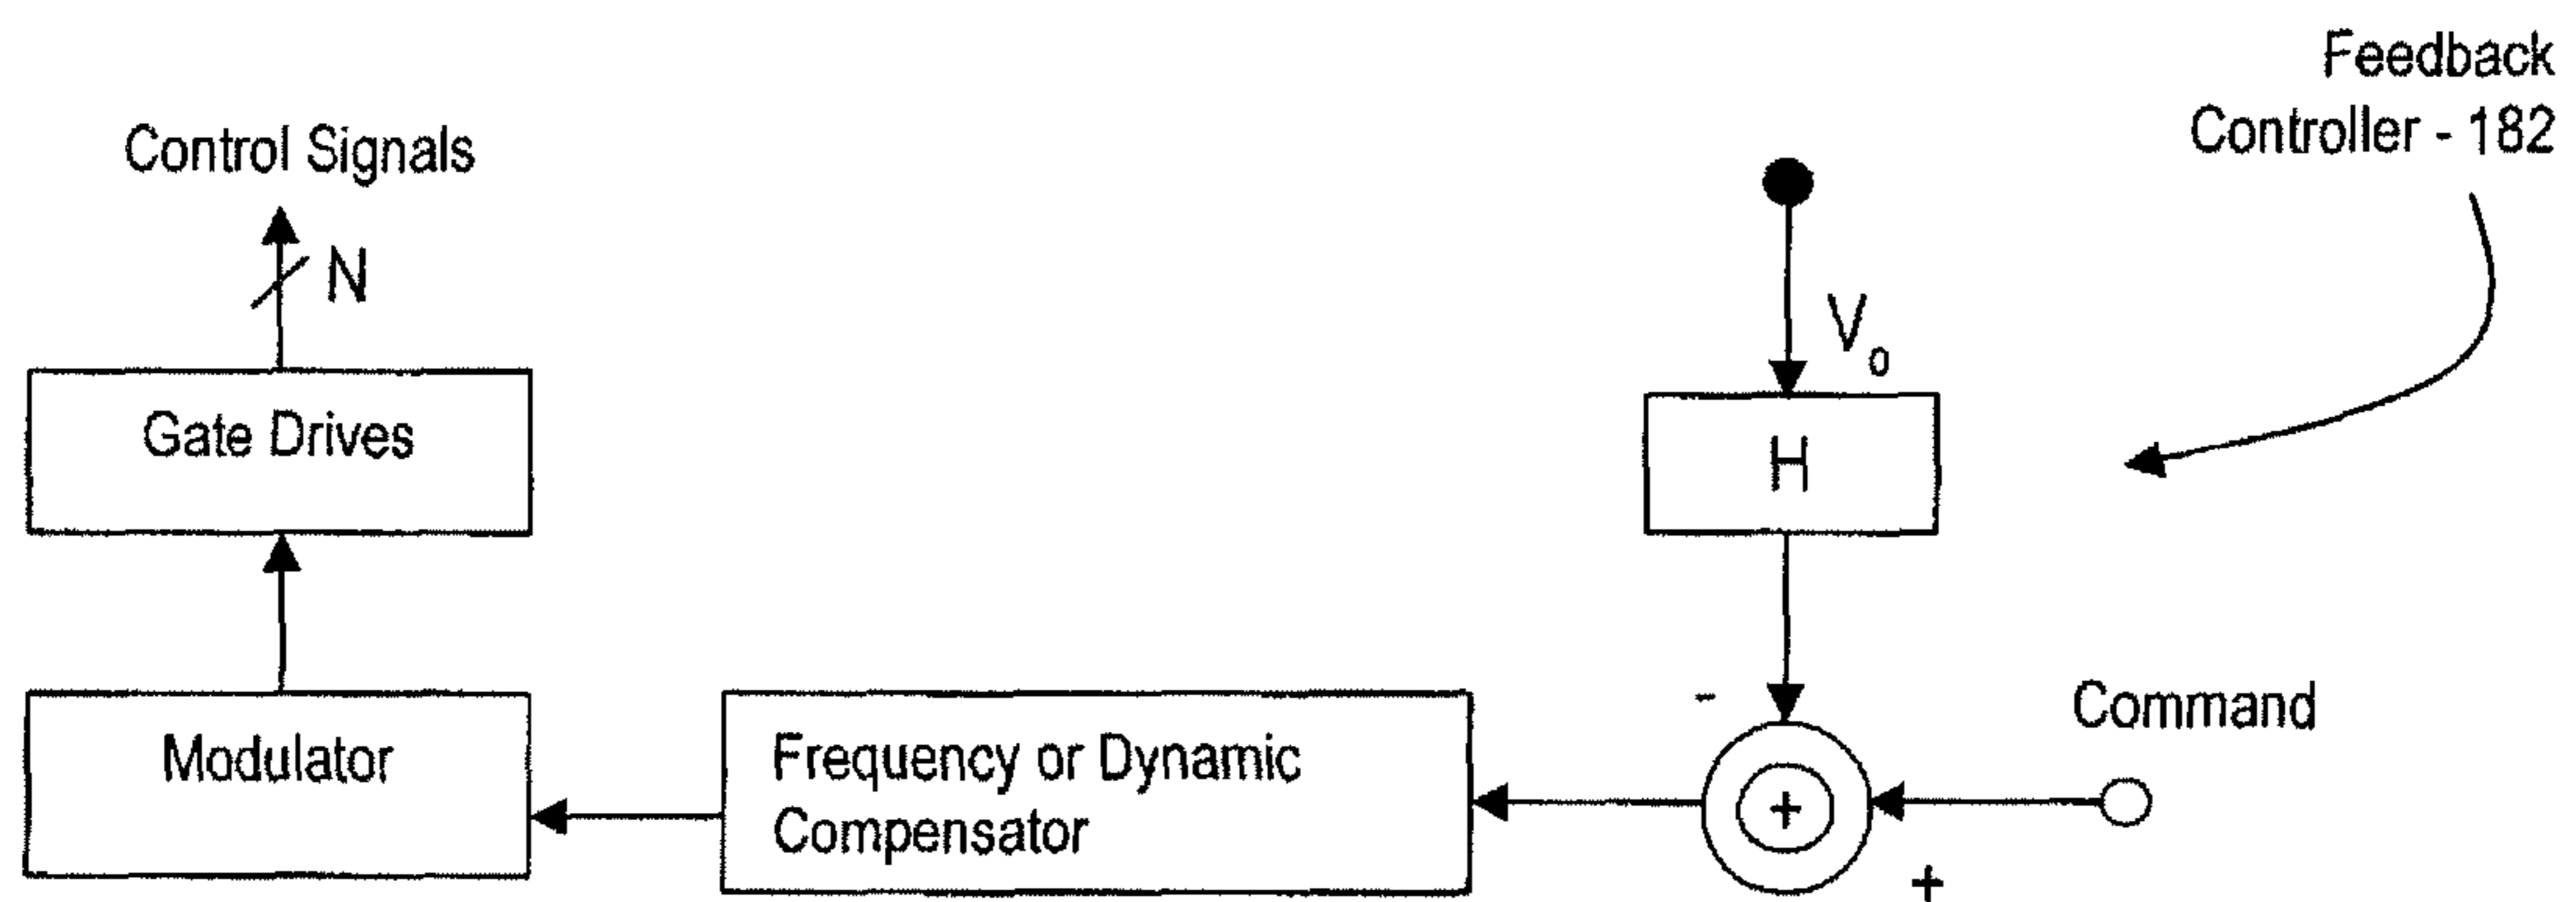 Feedback
Controller - 182
Control Signals
N
V₀
Gate Drives
H
-
Command
Modulator
Frequency or Dynamic
Compensator
+
+